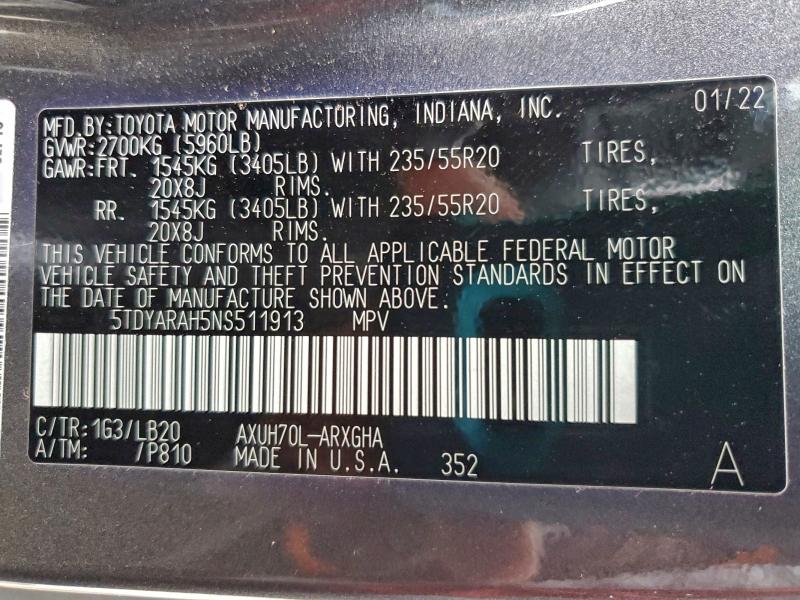 MFD.BY:TOYOTA MOTOR MANUFACTURING, INDIANA, INC. 01/22
GVWR:2700KG (5960LB)
GAWR:FRT. 1545KG (3405LB) WITH 235/55R20 TIRES,
20X8J RIMS.
RR. 1545KG (3405LB) WITH 235/55R20 TIRES,
20X8J RIMS.
THIS VEHICLE CONFORMS TO ALL APPLICABLE FEDERAL MOTOR
VEHICLE SAFETY AND THEFT PREVENTION STANDARDS IN EFFECT ON
THE DATE OF MANUFACTURE SHOWN ABOVE.
5TDYARAH5NS511913 MPV
C/TR:1G3/LB20 AXUH70L-ARXGHA
A/TM: /P810 MADE IN U.S.A. 352 A